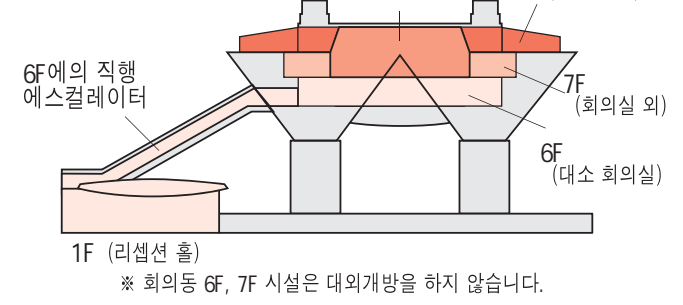 6F에의 직행
에스컬레이터
7F
(회의실 외)
6F
(대소 회의실)
1F (리셉션 홀)
※ 회의동 6F, 7F 시설은 대외개방을 하지 않습니다.